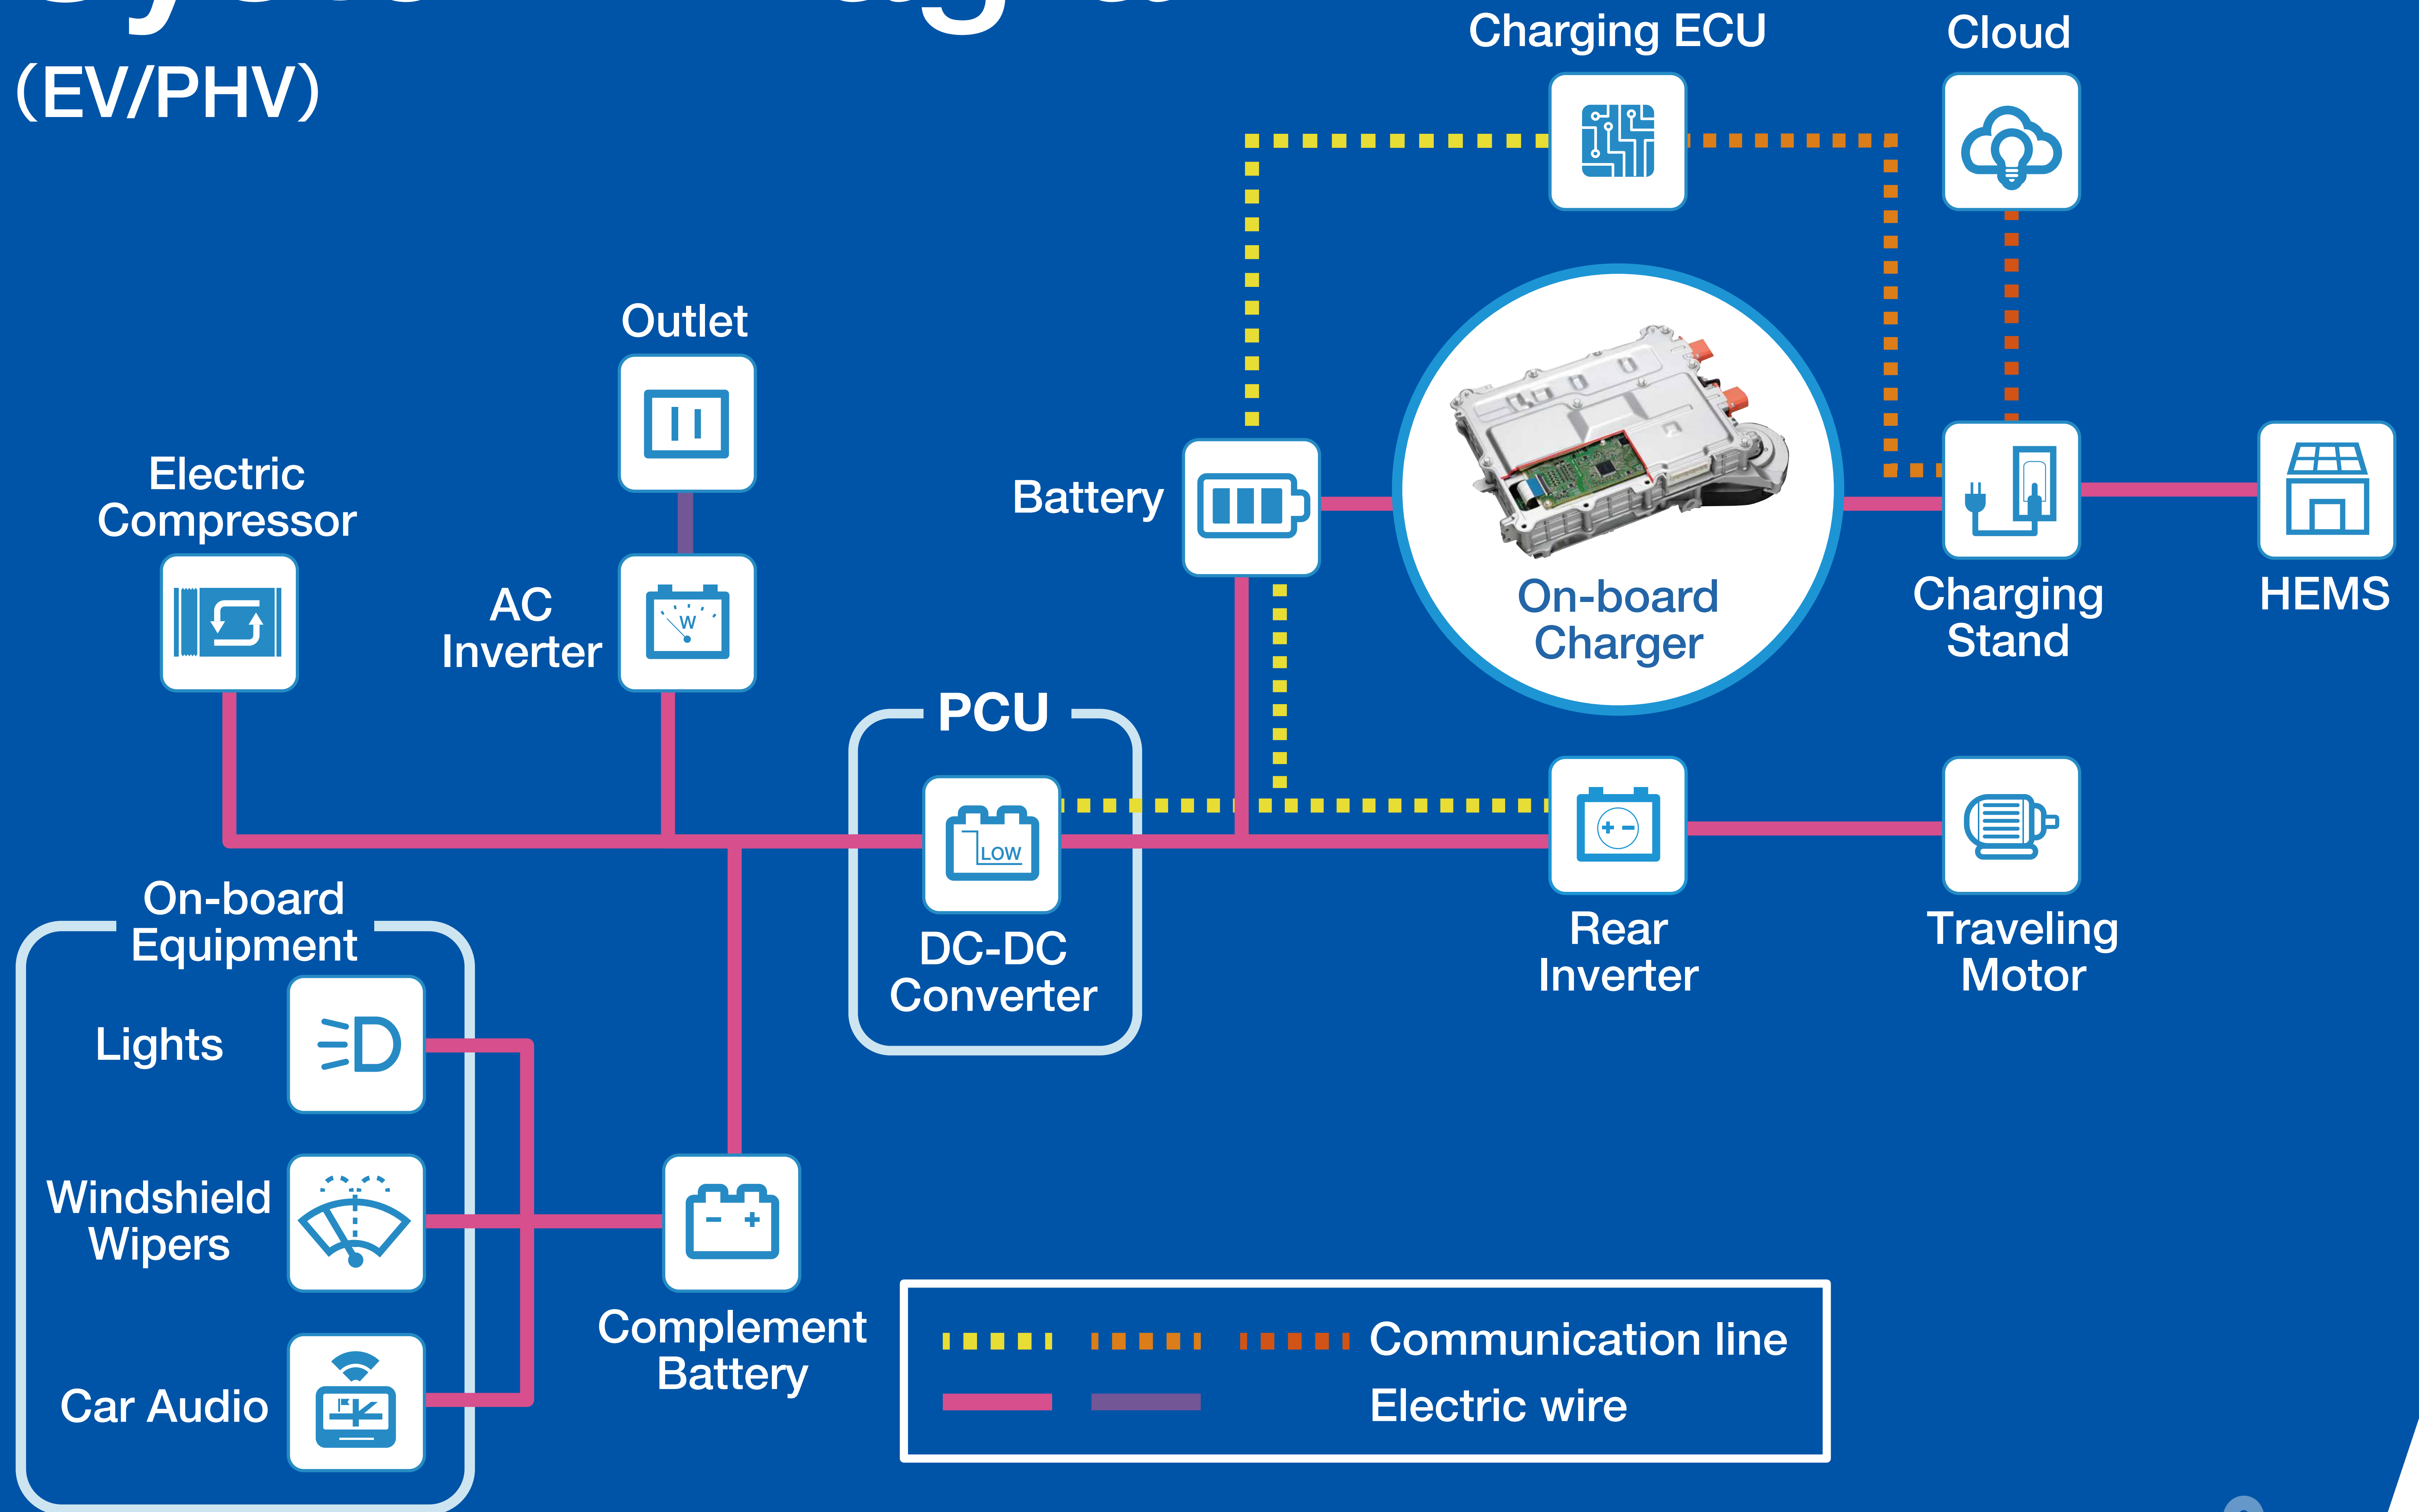 (EV/PHV)
Charging ECU
Cloud
Outlet
Electric
Compressor
AC
Inverter
W
Battery
On-board
Charger
Charging
Stand
HEMS
PCU
LOW
DC-DC
Converter
Rear
Inverter
Traveling
Motor
On-board
Equipment
Lights
Windshield
Wipers
Car Audio
Complement
Battery
Communication line
Electric wire